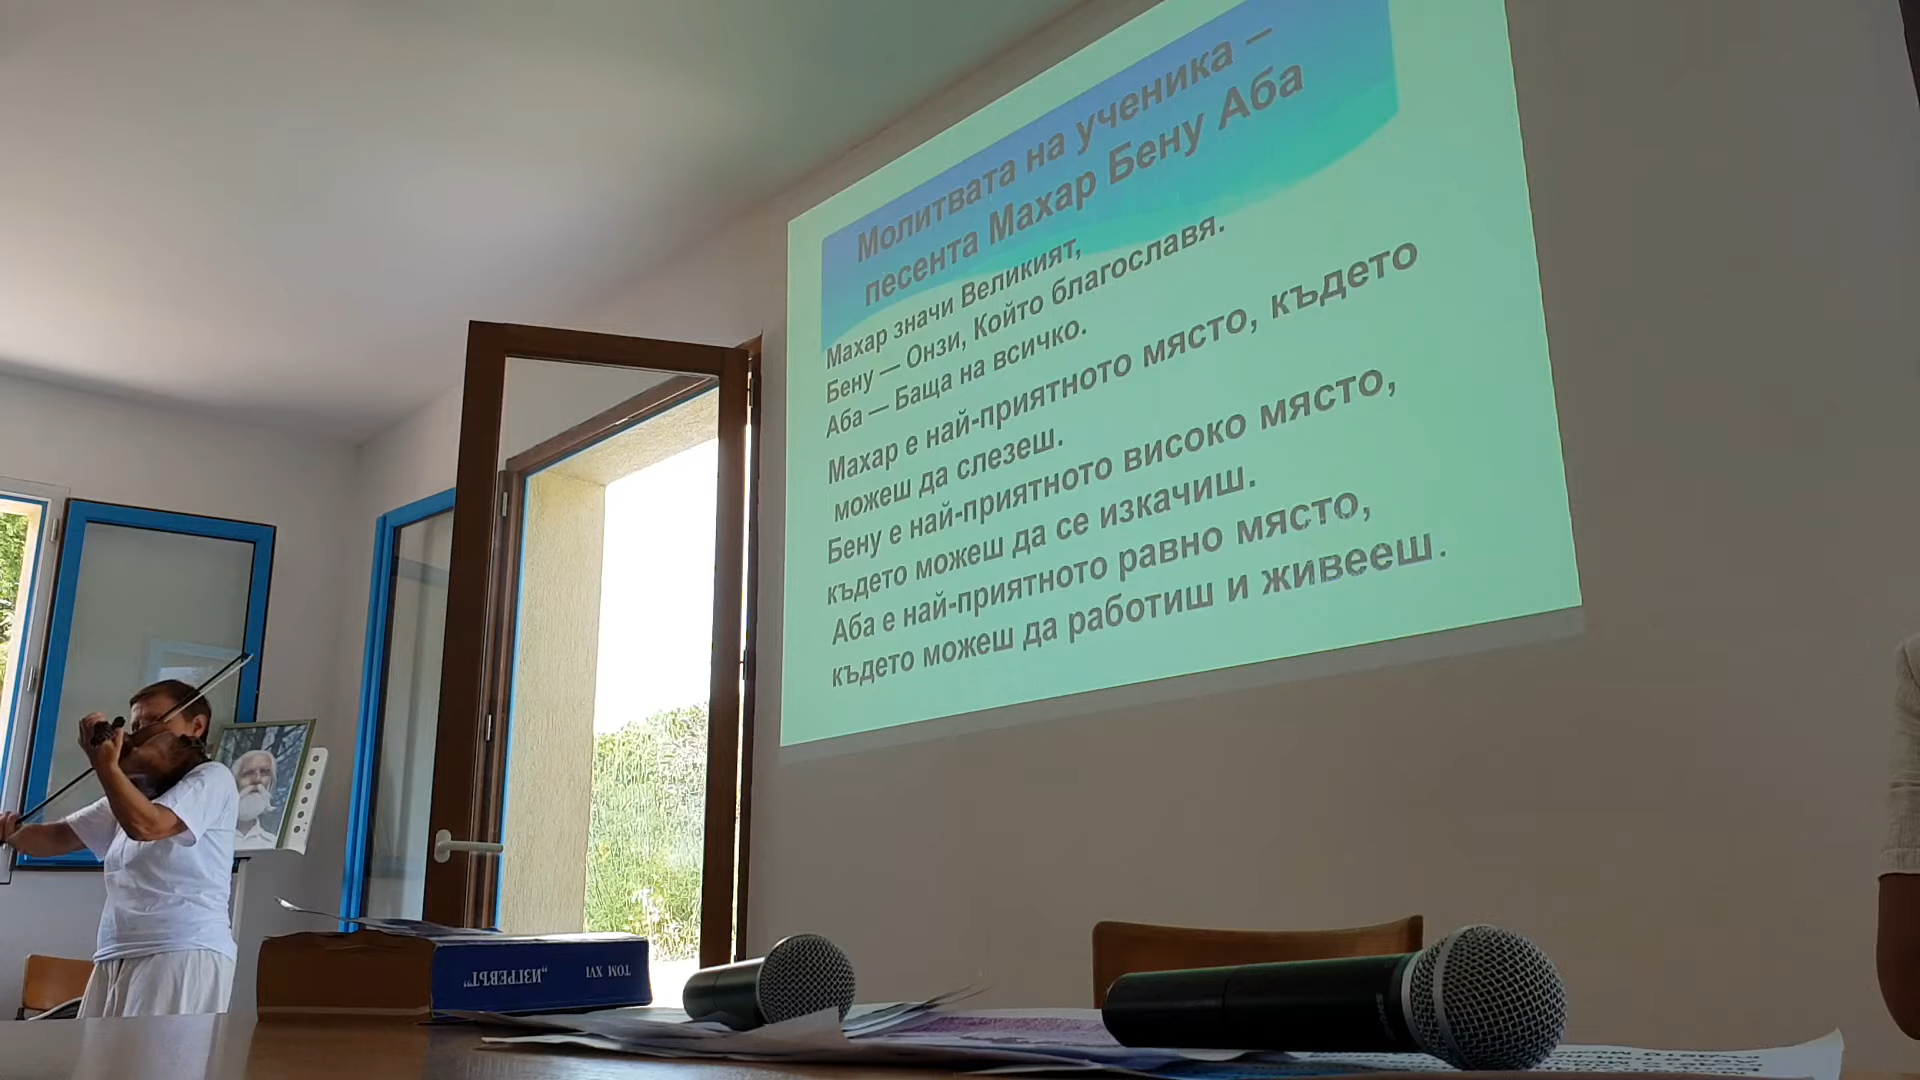 Молитвата на ученика –
песента Махар Бену Аба
Махар значи Великият,
Бену — Онзи, Който благославя.
Аба — Баща на всичко.
Махар е най-приятното място, където
можеш да слезеш.
Бену е най-приятното високо място,
където можеш да се изкачиш.
Аба е най-приятното равно място,
където можеш да работиш и живееш.
„ИЗГРЕВЪТ“ ТОМ XVI